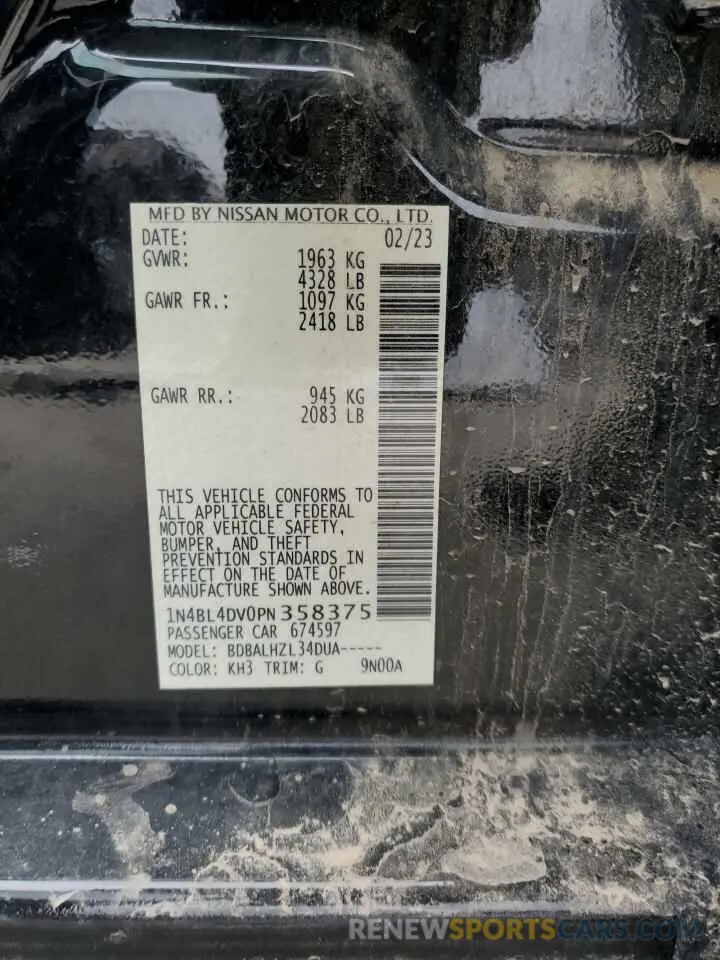 MFD BY NISSAN MOTOR CO., LTD.
DATE: 02/23
GVWR: 1963 KG
4328 LB
GAWR FR.: 1097 KG
2418 LB
GAWR RR.: 945 KG
2083 LB
THIS VEHICLE CONFORMS TO
ALL APPLICABLE FEDERAL
MOTOR VEHICLE SAFETY,
BUMPER, AND THEFT
PREVENTION STANDARDS IN
EFFECT ON THE DATE OF
MANUFACTURE SHOWN ABOVE.
1N4BL4DV0PN358375
PASSENGER CAR 674597
MODEL: BDBALHZL34DUA-----
COLOR: KH3 TRIM: G 9N00A
RENEWSPORTSCARS.COM